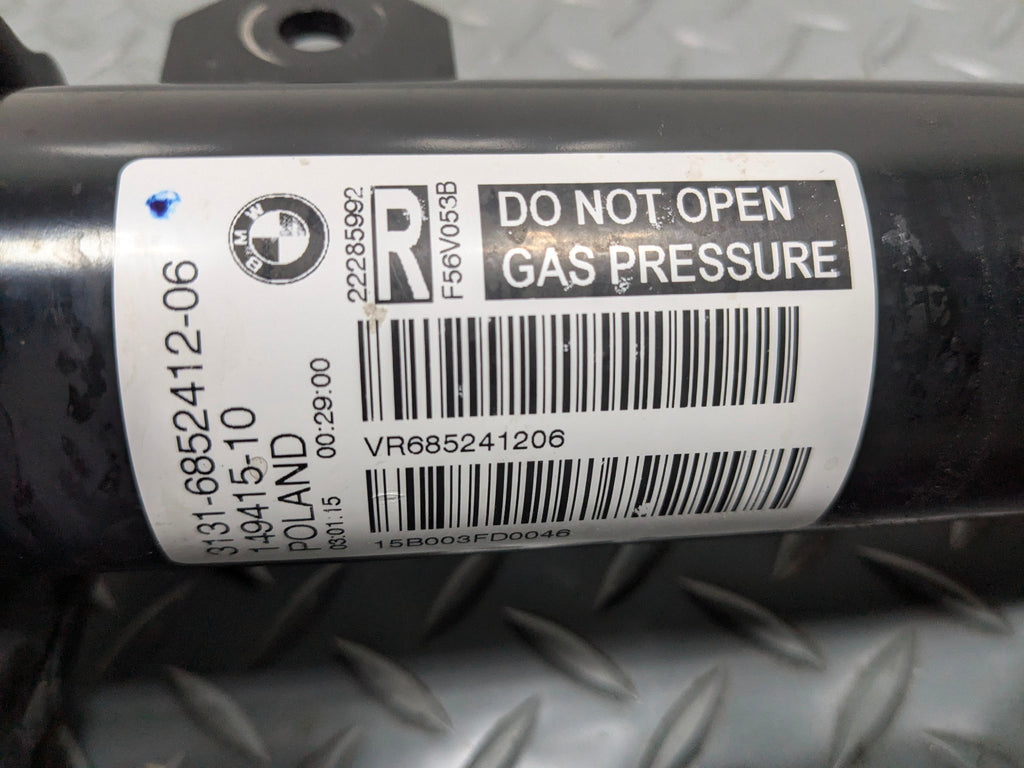 3131-6852412-06
149415-10
POLAND
03.01.15 00:29:00
BMW
22285992
R
F56V053B
DO NOT OPEN
GAS PRESSURE
VR685241206
15B003FD0046